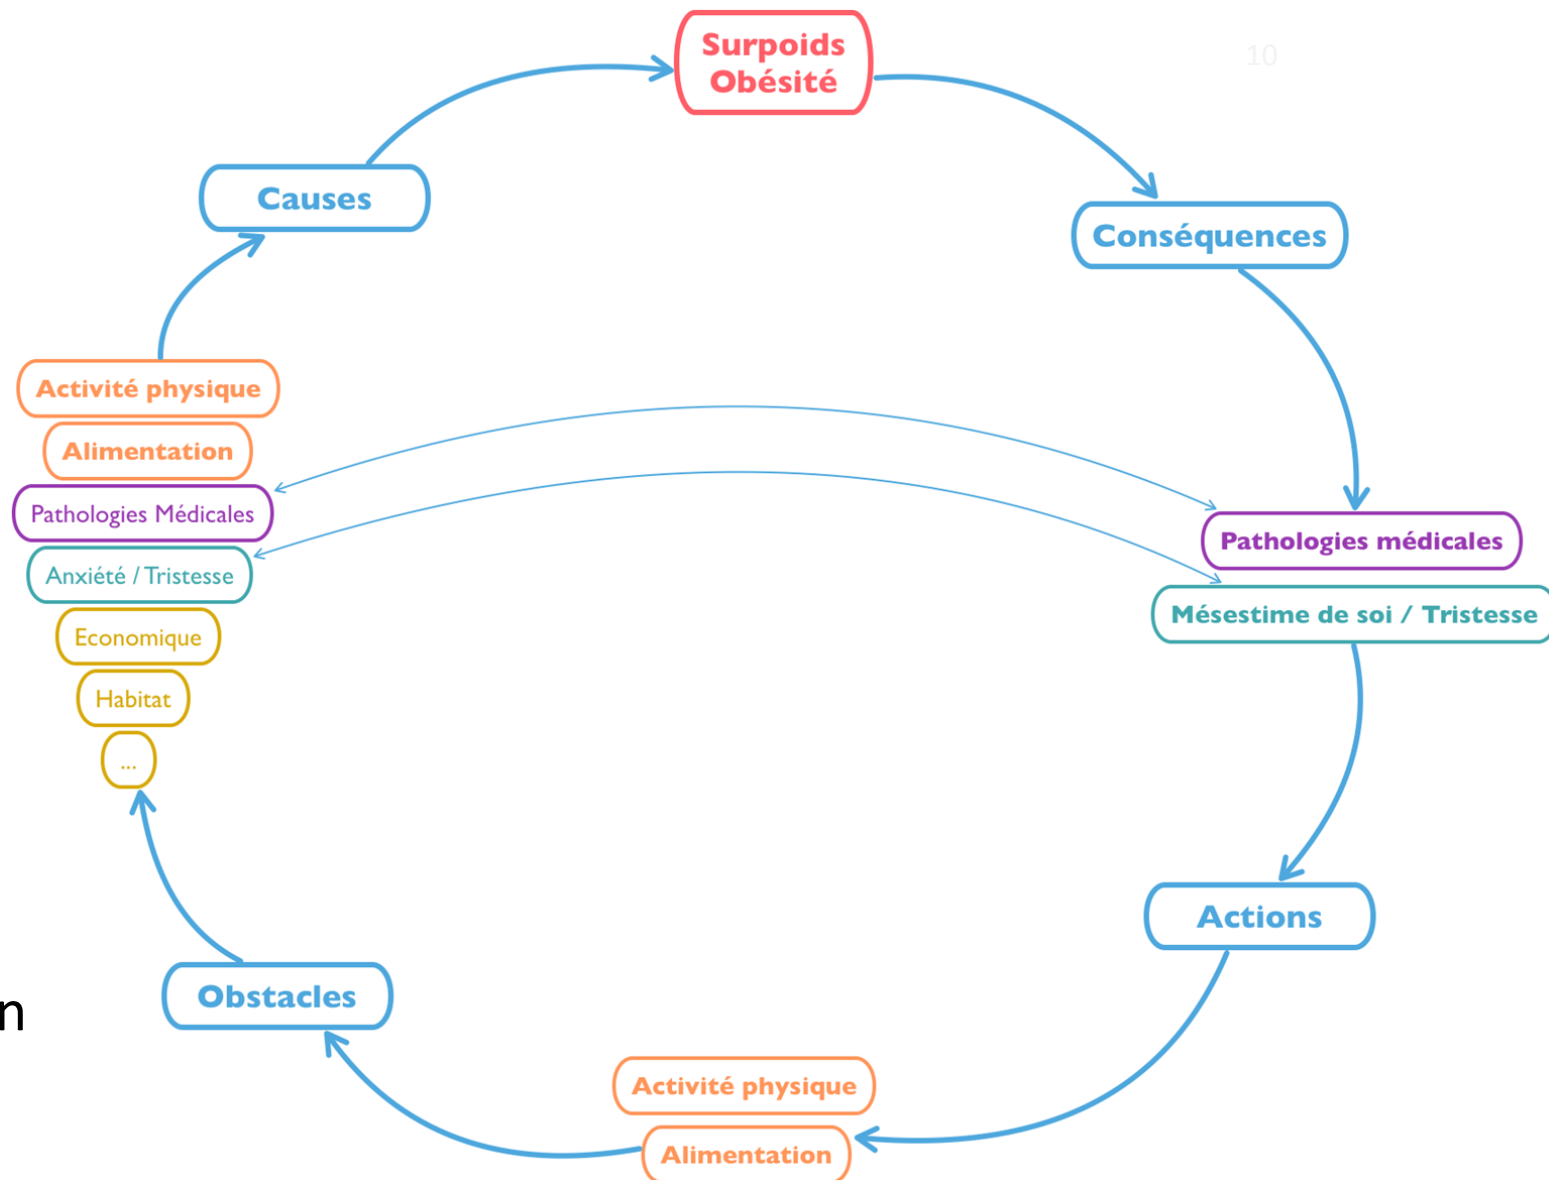 10
Surpoids
Obésité
Causes
Conséquences
Activité physique
Alimentation
Pathologies Médicales
Anxiété / Tristesse
Economique
Habitat
...
Pathologies médicales
Mésestime de soi / Tristesse
Actions
Obstacles
n
Activité physique
Alimentation